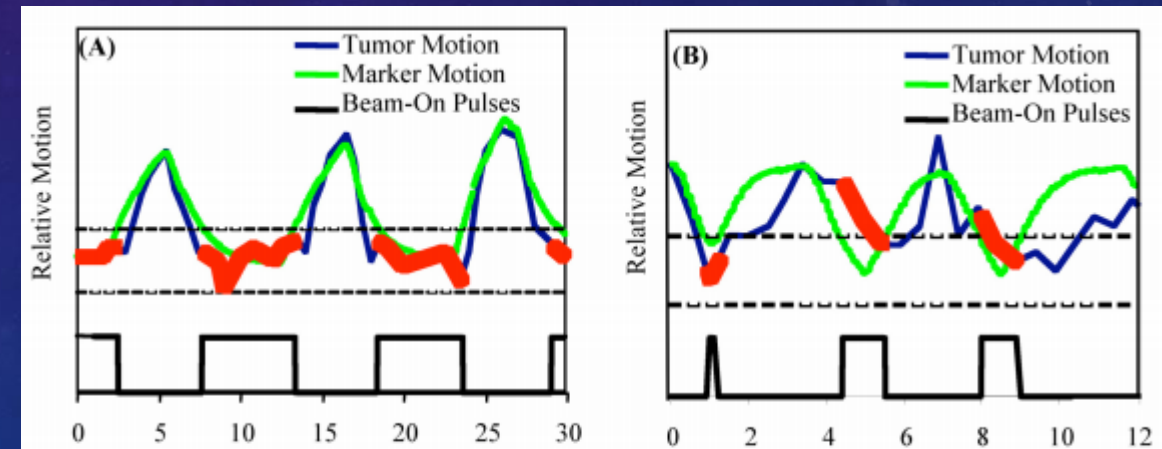 (A)
Tumor Motion
Marker Motion
Beam-On Pulses
Relative Motion
0 5 10 15 20 25 30
(B)
Tumor Motion
Marker Motion
Beam-On Pulses
Relative Motion
0 2 4 6 8 10 12